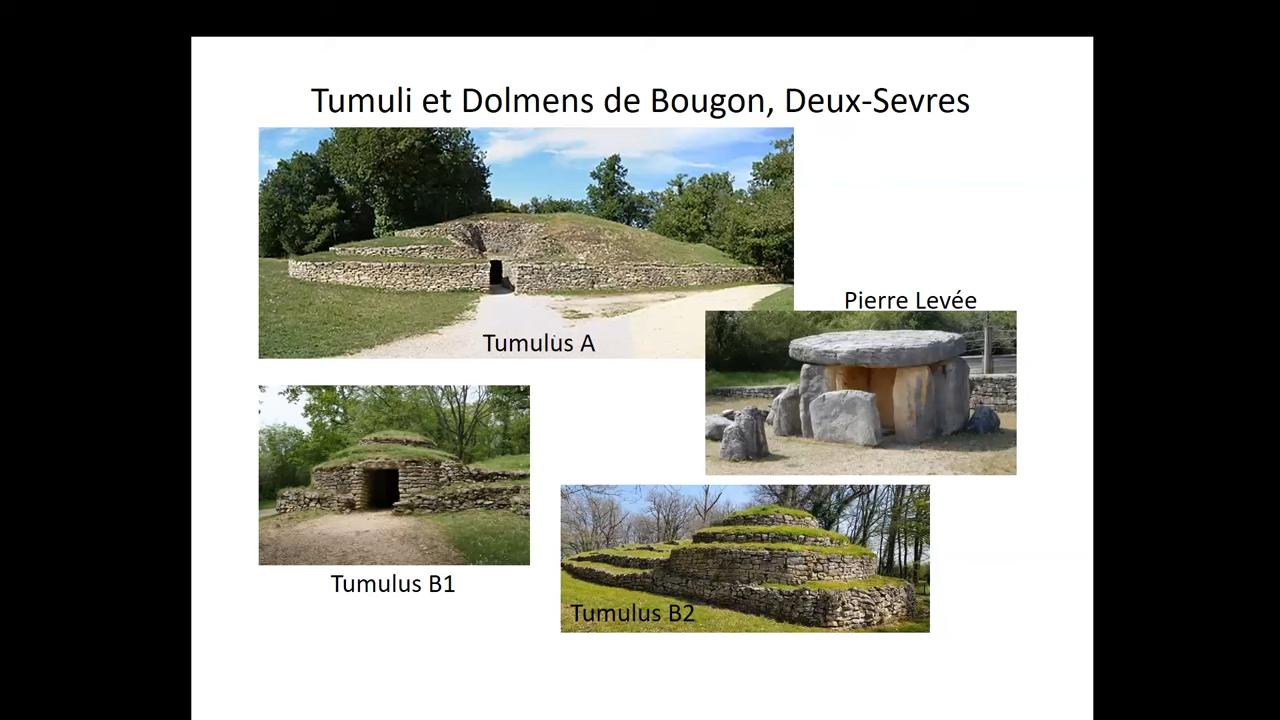 Tumuli et Dolmens de Bougon, Deux-Sevres
Tumulus A
Pierre Levée
Tumulus B1
Tumulus B2